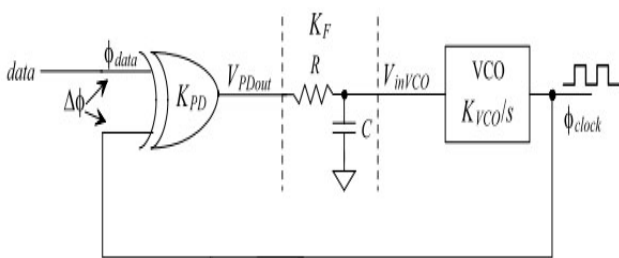 K_F
data
ϕ_data
Δϕ
K_PD
V_PDout
R
C
V_inVCO
VCO
K_VCO/s
ϕ_clock